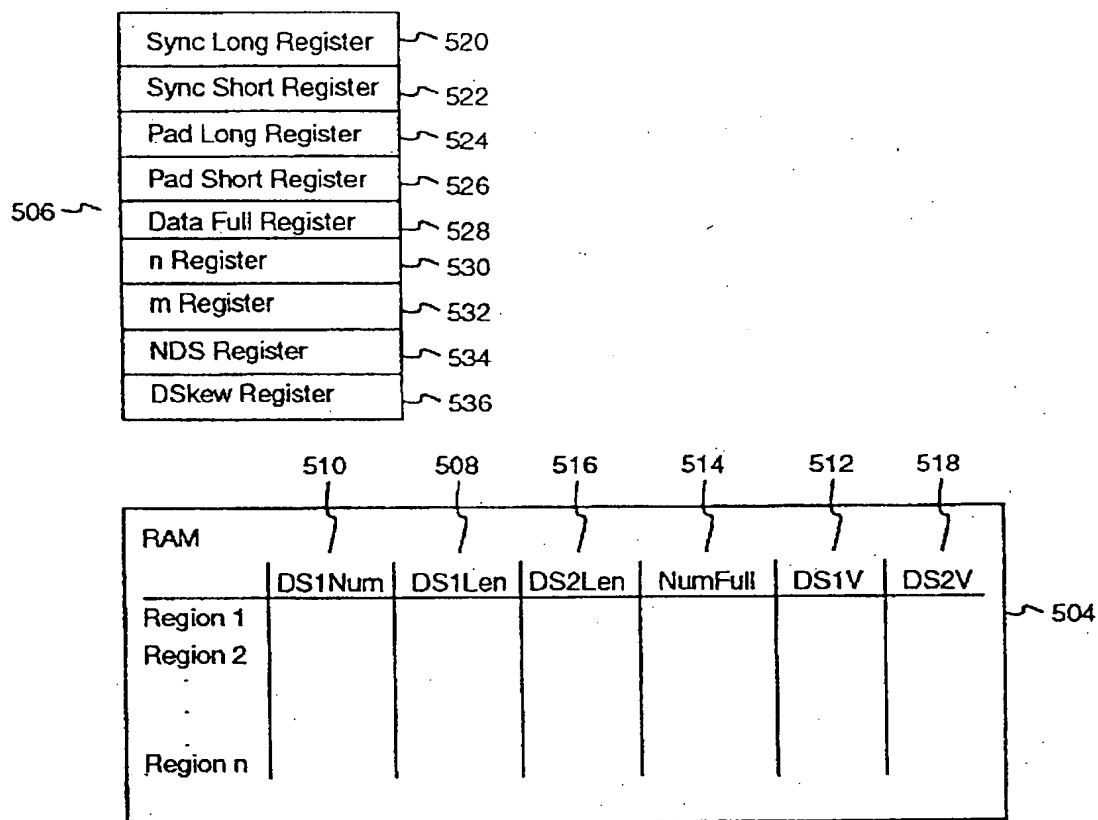 Sync Long Register 520
Sync Short Register 522
Pad Long Register 524
Pad Short Register 526
506
Data Full Register 528
n Register 530
m Register 532
NDS Register 534
DSkew Register 536
510 508 516 514 512 518
RAM
DS1Num DS1Len DS2Len NumFull DS1V DS2V
Region 1 504
Region 2
Region n